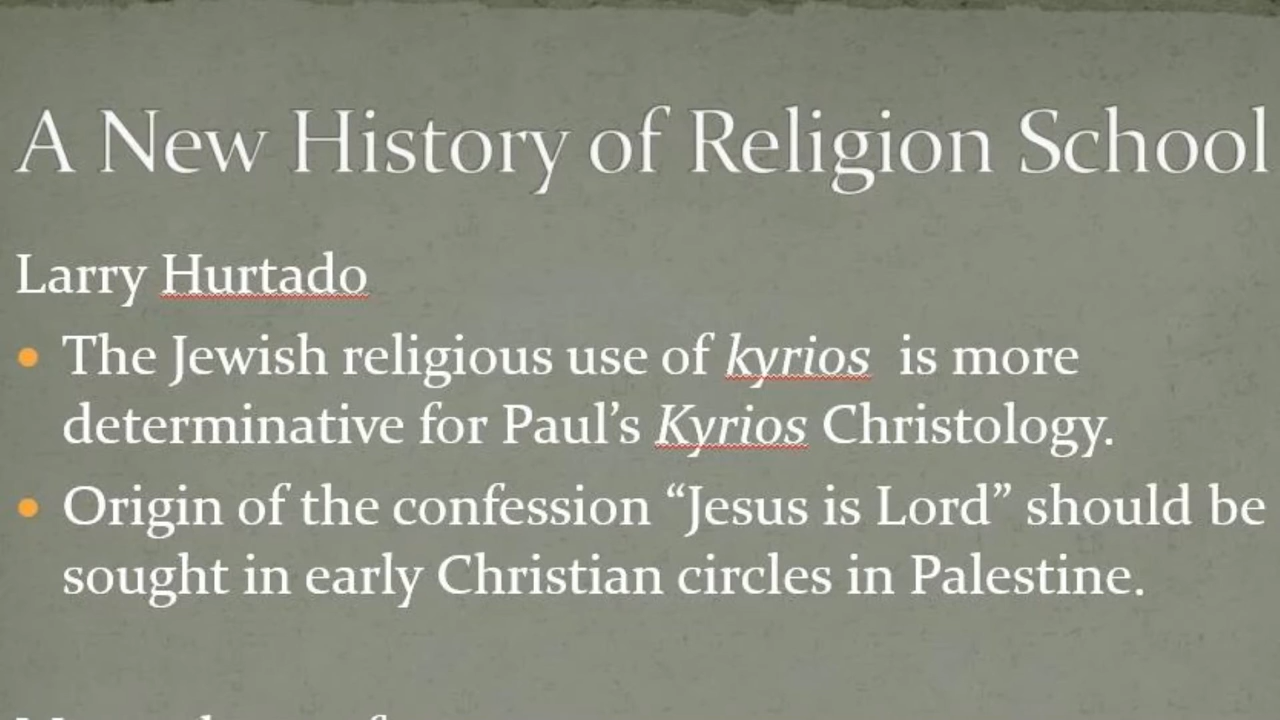 A New History of Religion School
Larry Hurtado
• The Jewish religious use of kyrios is more
determinative for Paul’s Kyrios Christology.
• Origin of the confession “Jesus is Lord” should be
sought in early Christian circles in Palestine.